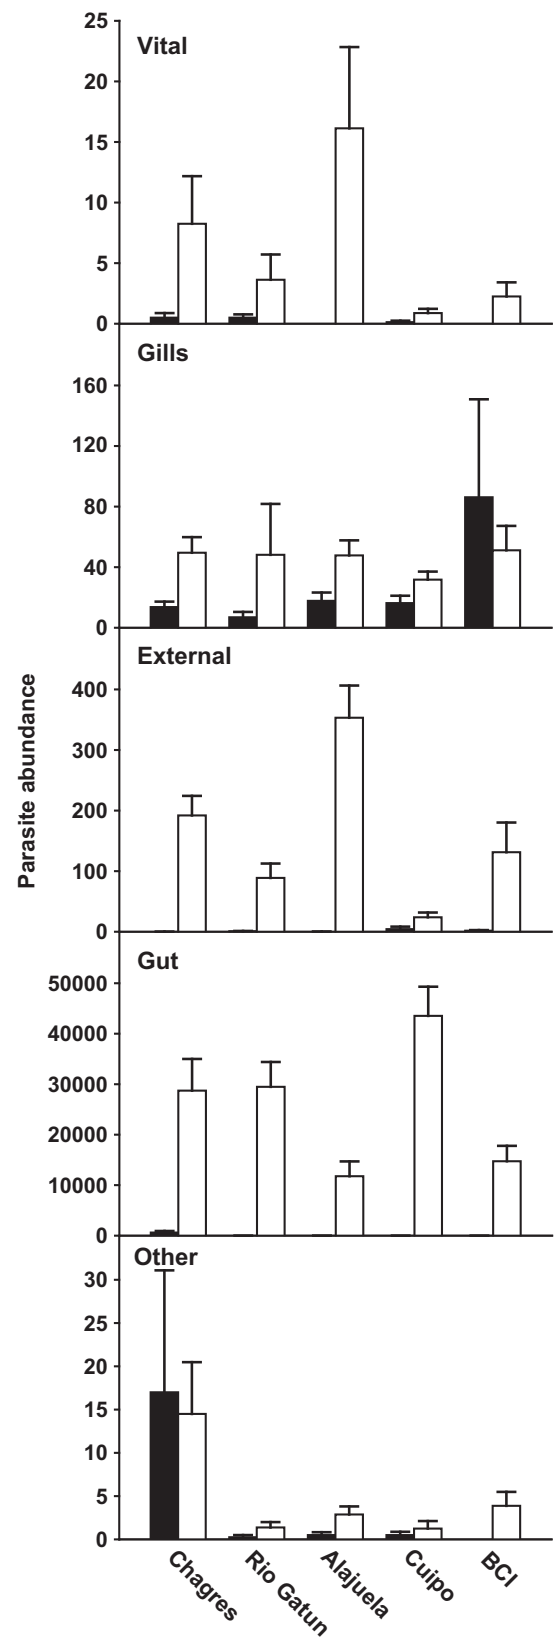 Parasite abundance
Vital
25
20
15
10
5
0
Gills
160
120
80
40
0
External
400
300
200
100
0
Gut
50000
40000
30000
20000
10000
0
Other
30
25
20
15
10
5
0
Chagres
Rio Gatun
Alajuela
Cuipo
BCI